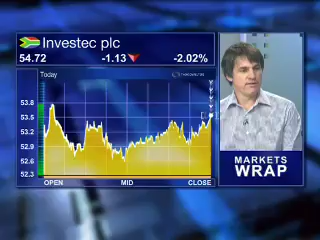 Investec plc
54.72 -1.13 -2.02%
Today
53.8
53.5
53.2
52.9
52.6
52.3
OPEN MID CLOSE
MARKETS
WRAP